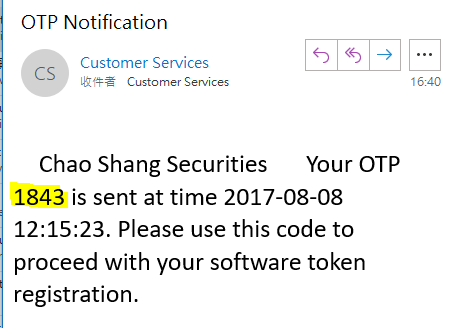 OTP Notification
CS
Customer Services
收件者 Customer Services
16:40
Chao Shang Securities Your OTP
1843 is sent at time 2017-08-08
12:15:23. Please use this code to
proceed with your software token
registration.